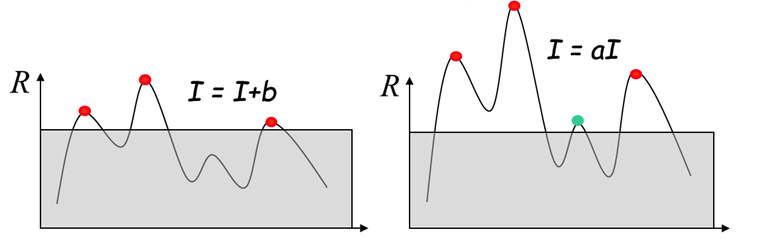 R
I = I+b
R
I = aI